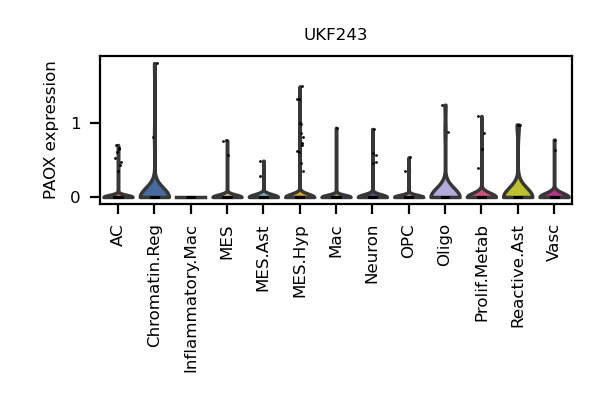 UKF243
PAOX expression
1
0
AC
Chromatin.Reg
Inflammatory.Mac
MES
MES.Ast
MES.Hyp
Mac
Neuron
OPC
Oligo
Prolif.Metab
Reactive.Ast
Vasc